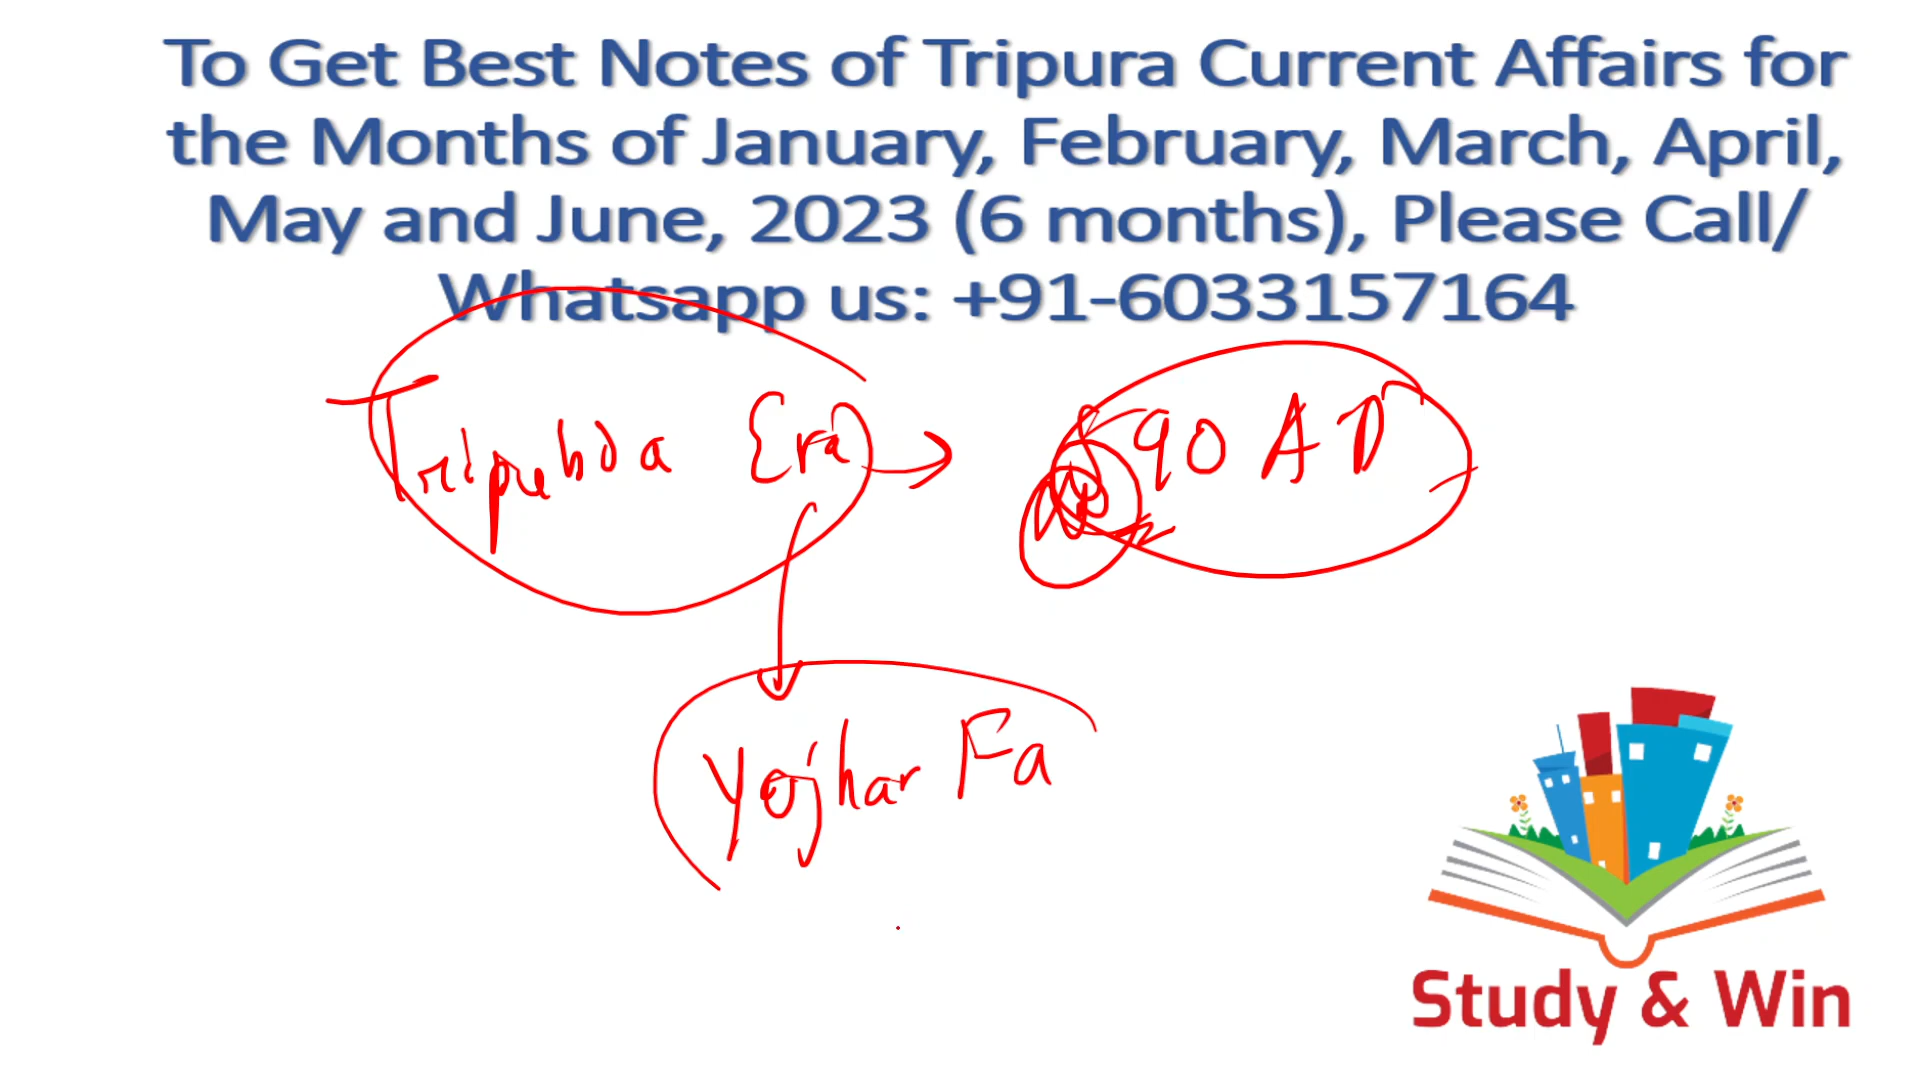 To Get Best Notes of Tripura Current Affairs for
the Months of January, February, March, April,
May and June, 2023 (6 months), Please Call/
Whatsapp us: +91-6033157164
Tripubda Era → 590 AD
Yojhar Fa
Study & Win